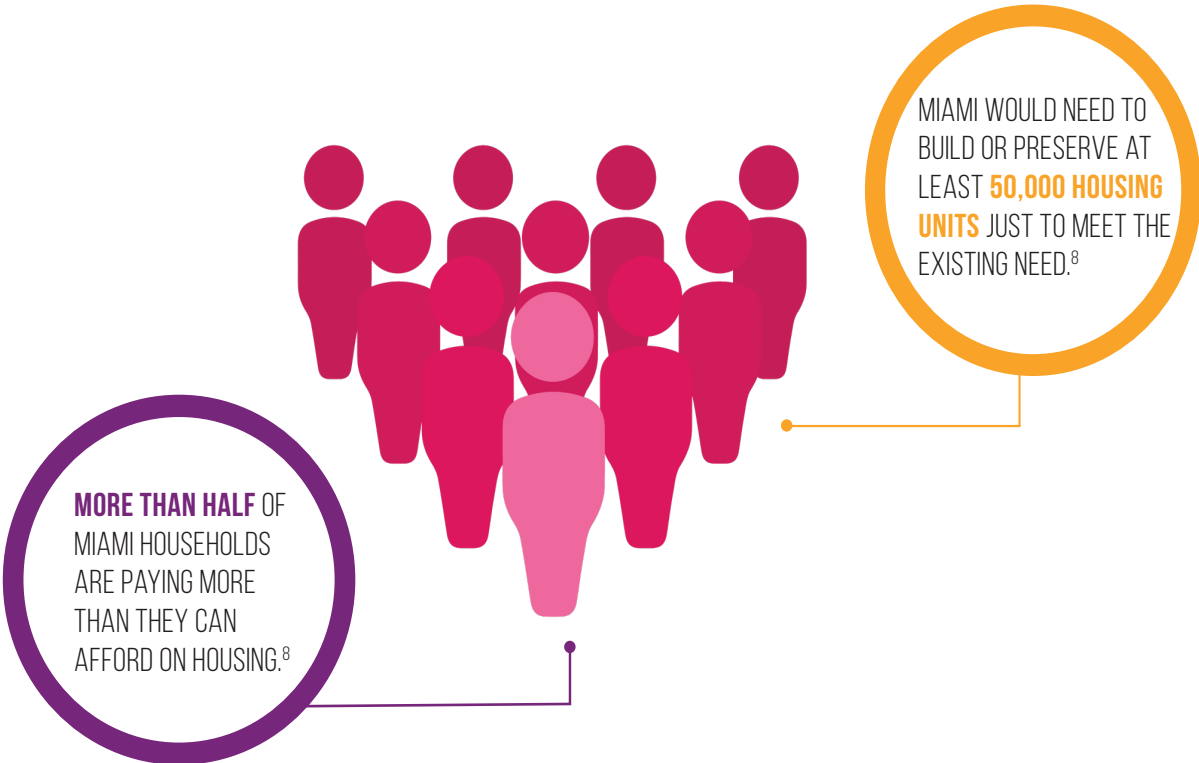 MIAMI WOULD NEED TO
BUILD OR PRESERVE AT
LEAST 50,000 HOUSING
UNITS JUST TO MEET THE
EXISTING NEED.⁸
MORE THAN HALF OF
MIAMI HOUSEHOLDS
ARE PAYING MORE
THAN THEY CAN
AFFORD ON HOUSING.⁸